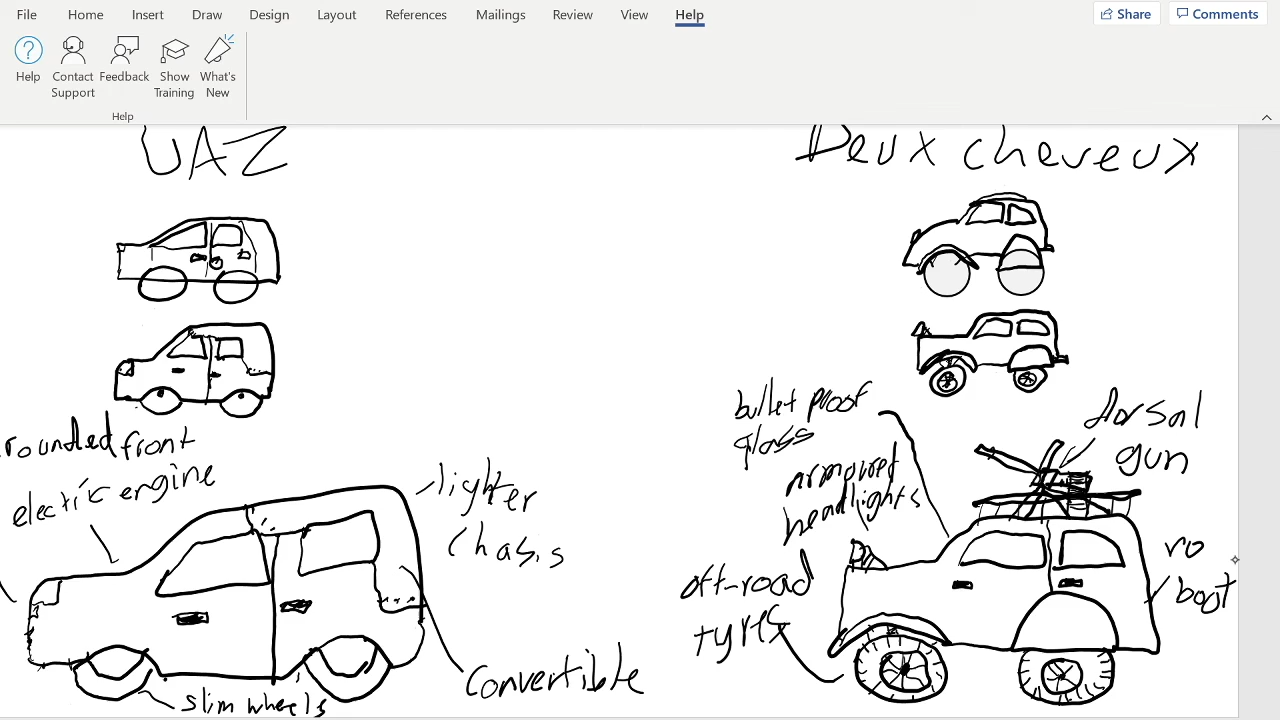 File Home Insert Draw Design Layout References Mailings Review View Help Share Comments
Help Contact Support Feedback Show Training What's New
Help
UAZ
Deux cheveux
bullet proof
glass
armoured
headlights
dorsal
gun
rounded front
electric engine
lighter
chasis
off-road
tyres
no
boot
convertible
slim wheels